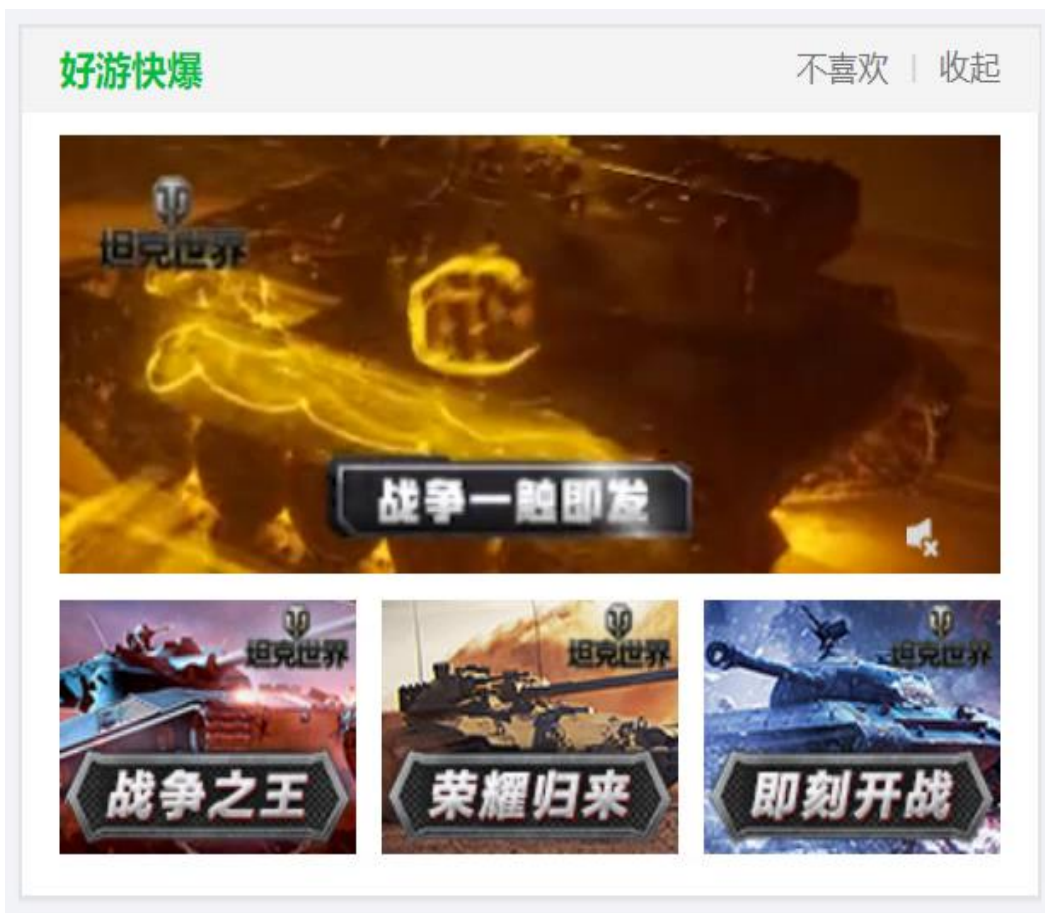 好游快爆
不喜欢 | 收起
坦克世界
战争一触即发
坦克世界
坦克世界
坦克世界
战争之王
荣耀归来
即刻开战